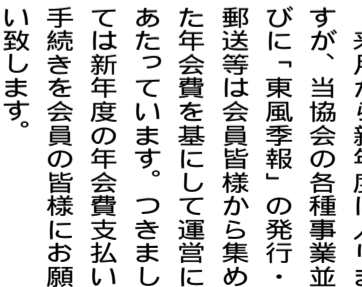 来月から新年度に入りま
すが、当協会の各種事業並
びに「東風季報」の発行・
郵送等は会員皆様から集め
た年会費を基にして運営に
あたっています。つきまし
ては新年度の年会費支払い
手続きを会員の皆様にお願
い致します。